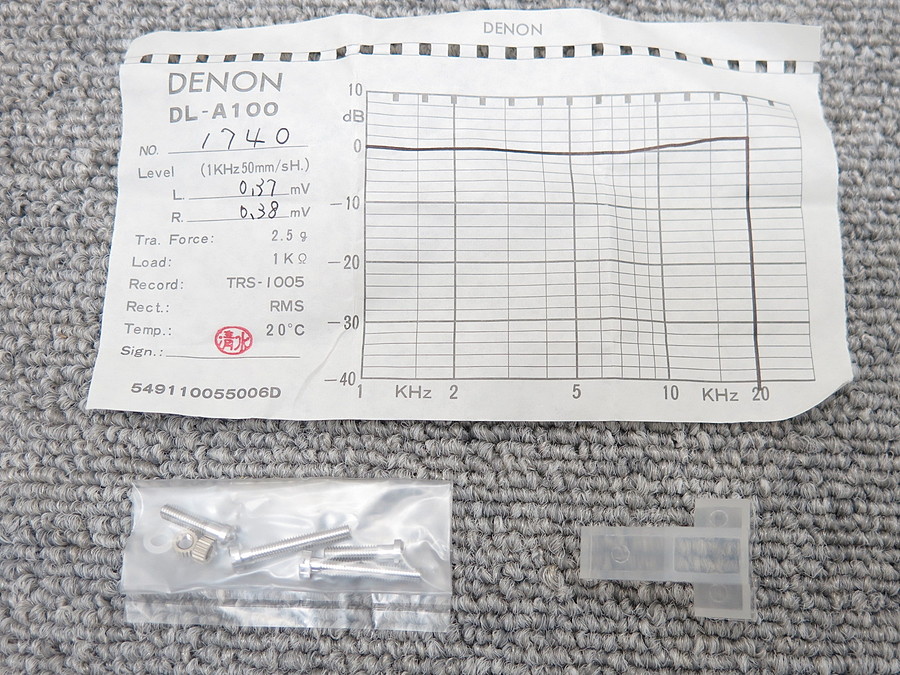 DENON
DENON
DL-A100
NO. 1740
Level (1KHz 50mm/sH.)
L. 0.37 mV
R. 0.38 mV
Tra. Force: 2.5 g
Load: 1KΩ
Record: TRS-1005
Rect.: RMS
Temp.: 20°C
Sign.: 清水
549110055006D
10
dB
0
-10
-20
-30
-40
1 KHz 2 5 10 KHz 20